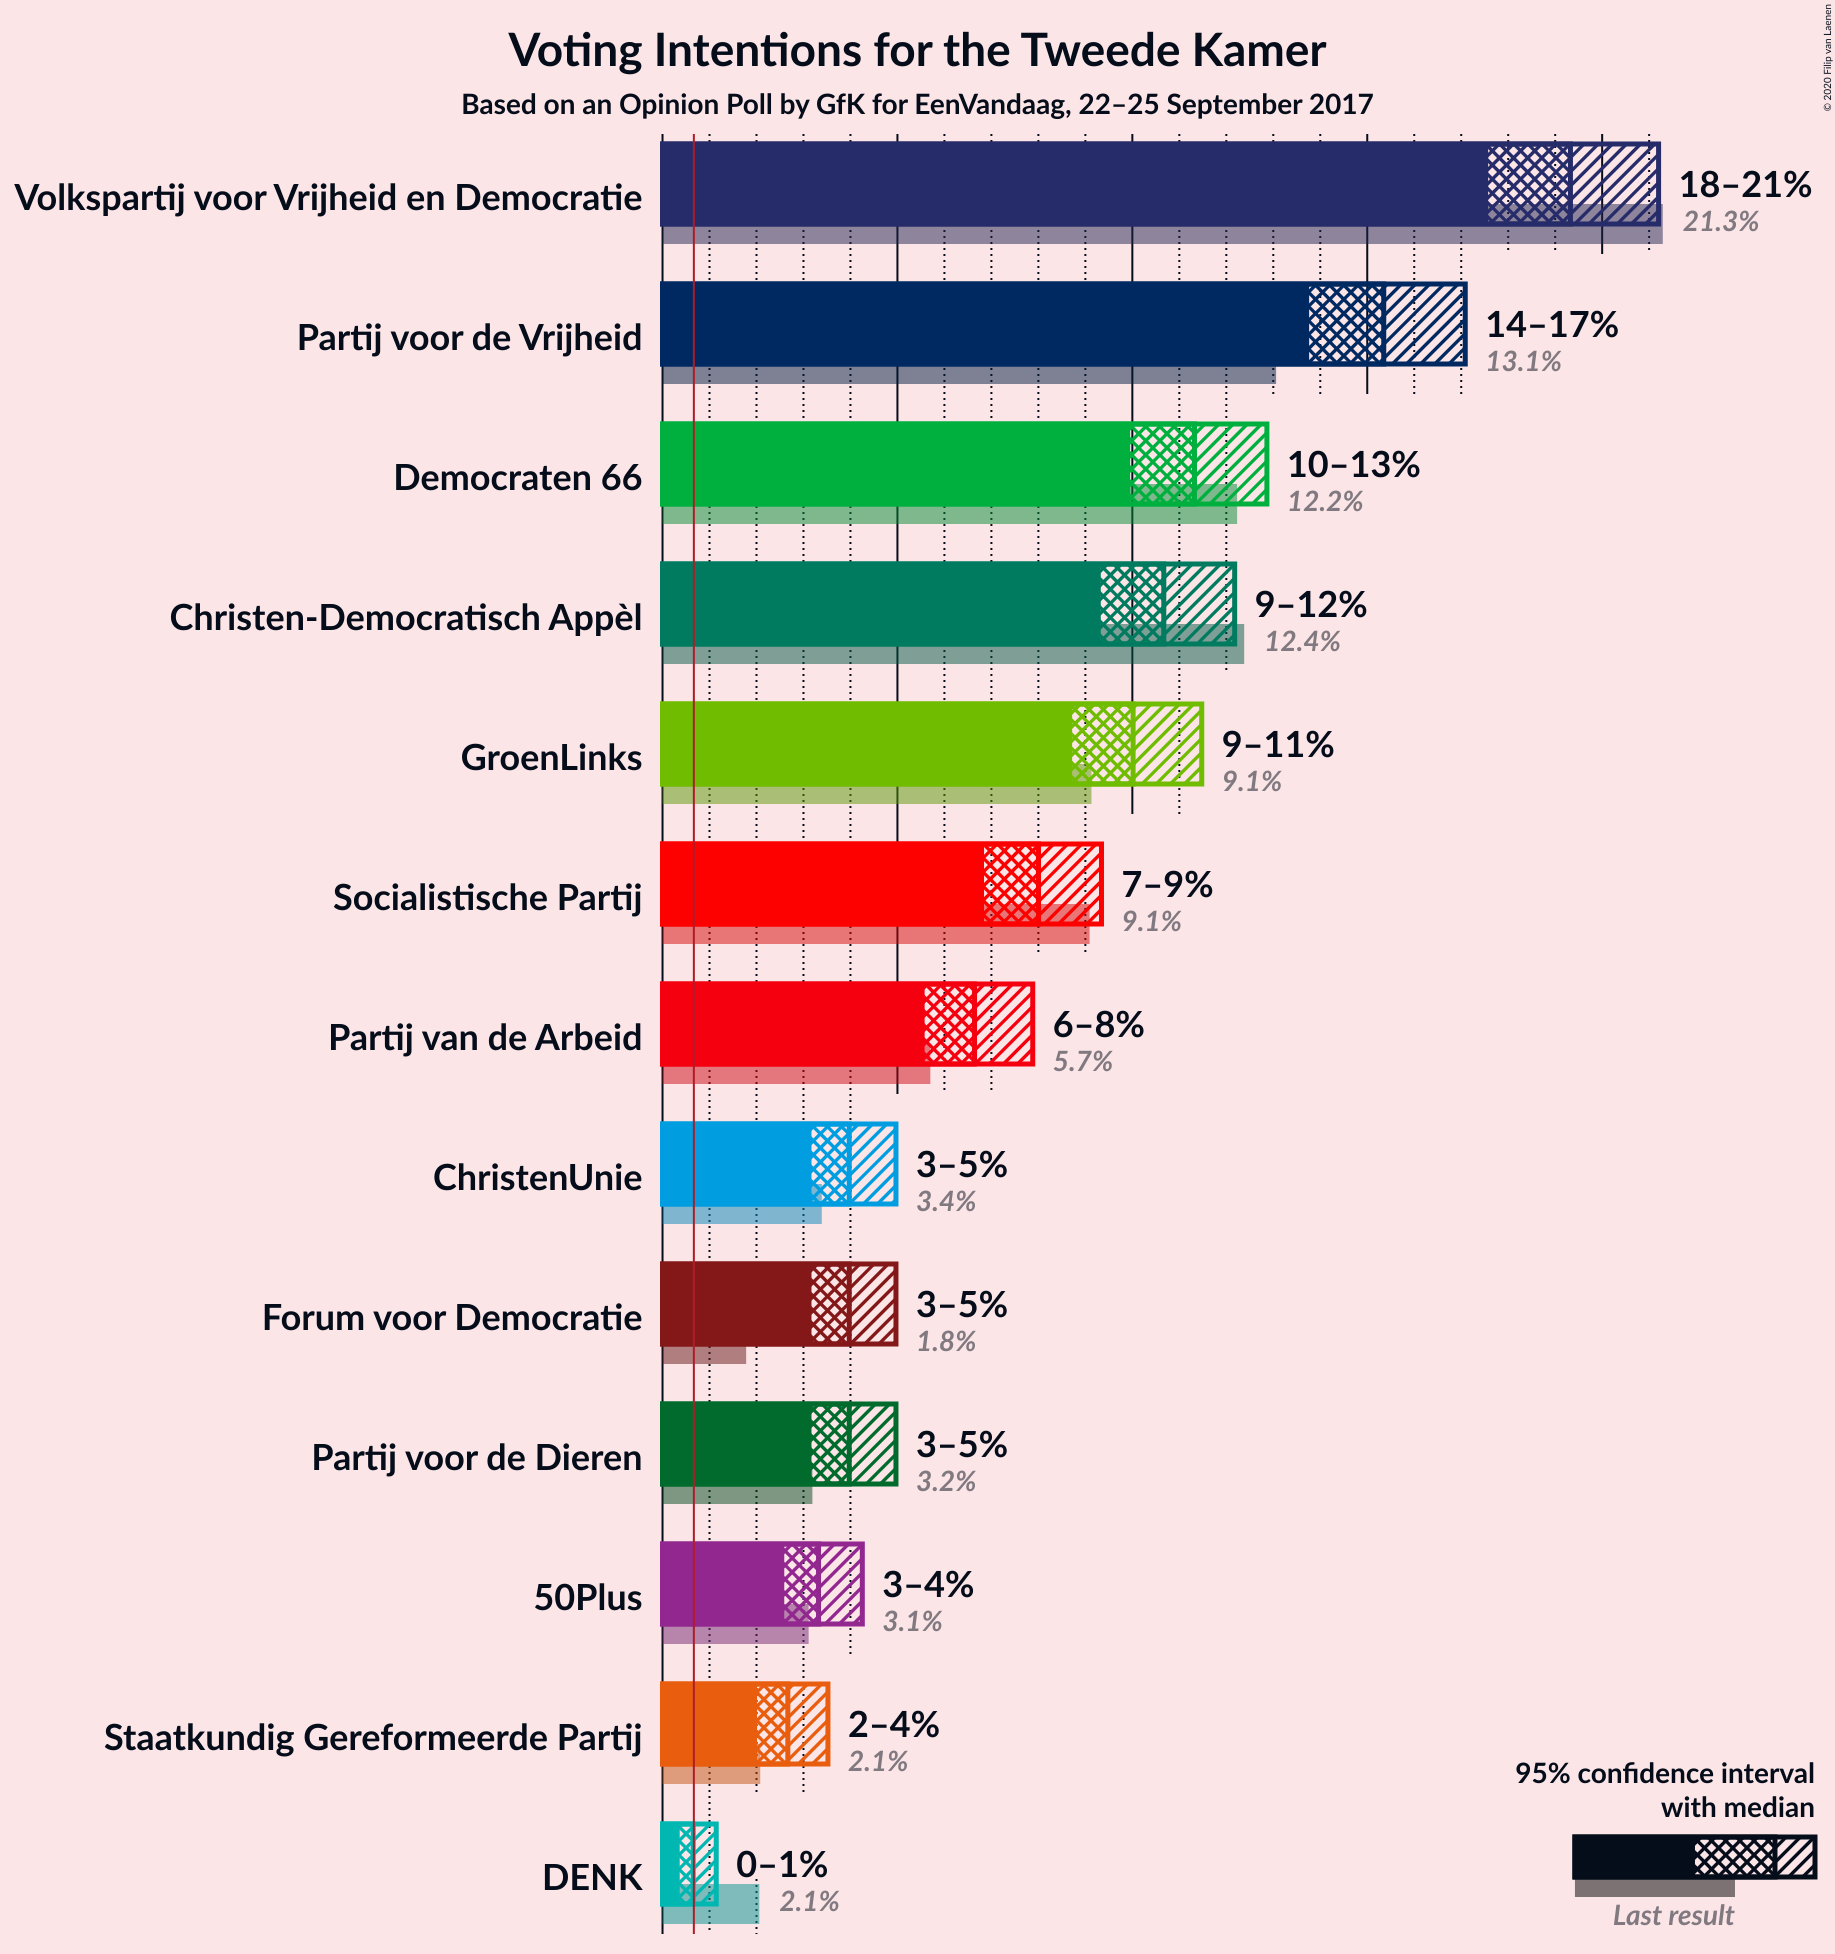 Voting Intentions for the Tweede Kamer
Based on an Opinion Poll by GfK for EenVandaag, 22–25 September 2017
© 2020 Filip van Laenen
Volkspartij voor Vrijheid en Democratie
18–21%
21.3%
Partij voor de Vrijheid
14–17%
13.1%
Democraten 66
10–13%
12.2%
Christen-Democratisch Appèl
9–12%
12.4%
GroenLinks
9–11%
9.1%
Socialistische Partij
7–9%
9.1%
Partij van de Arbeid
6–8%
5.7%
ChristenUnie
3–5%
3.4%
Forum voor Democratie
3–5%
1.8%
Partij voor de Dieren
3–5%
3.2%
50Plus
3–4%
3.1%
Staatkundig Gereformeerde Partij
2–4%
2.1%
DENK
0–1%
2.1%
95% confidence interval
with median
Last result